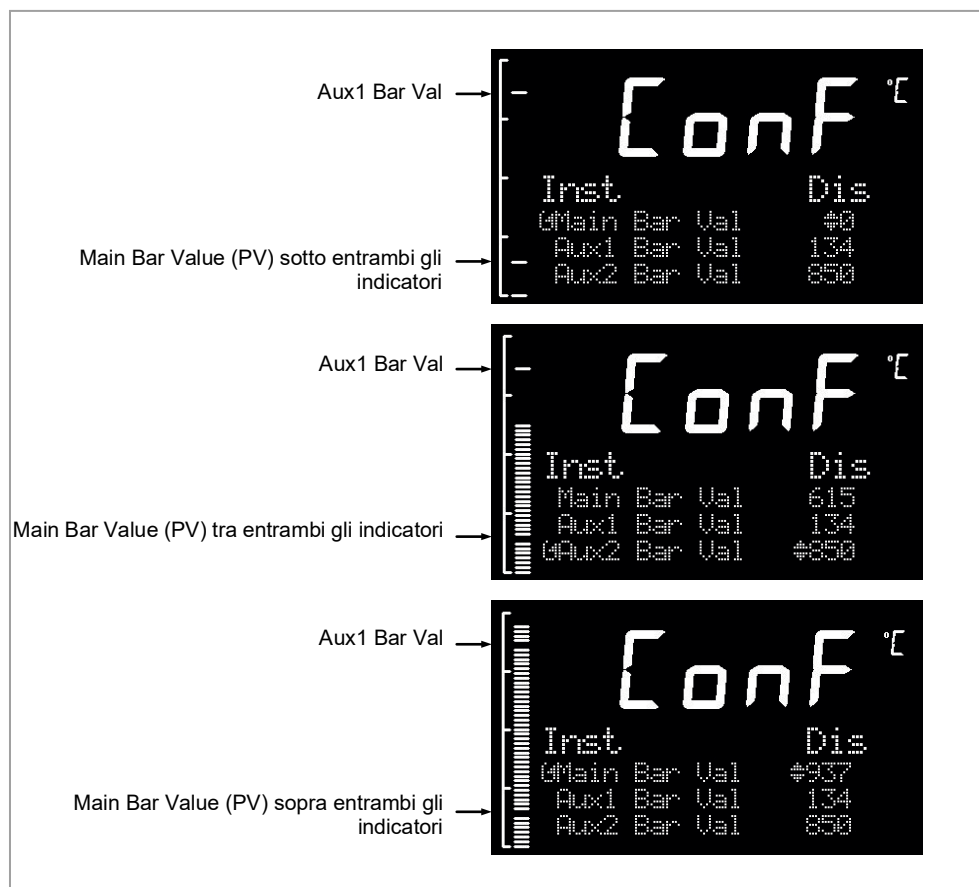 Aux1 Bar Val
ConF °C
Inst Dis
Main Bar Val 0
Main Bar Value (PV) sotto entrambi gli
indicatori
Aux1 Bar Val 134
Aux2 Bar Val 850
Aux1 Bar Val
ConF °C
Inst Dis
Main Bar Val 615
Aux1 Bar Val 134
Main Bar Value (PV) tra entrambi gli indicatori
Aux2 Bar Val 850
Aux1 Bar Val
ConF °C
Inst Dis
Main Bar Val 937
Aux1 Bar Val 134
Main Bar Value (PV) sopra entrambi gli
indicatori
Aux2 Bar Val 850